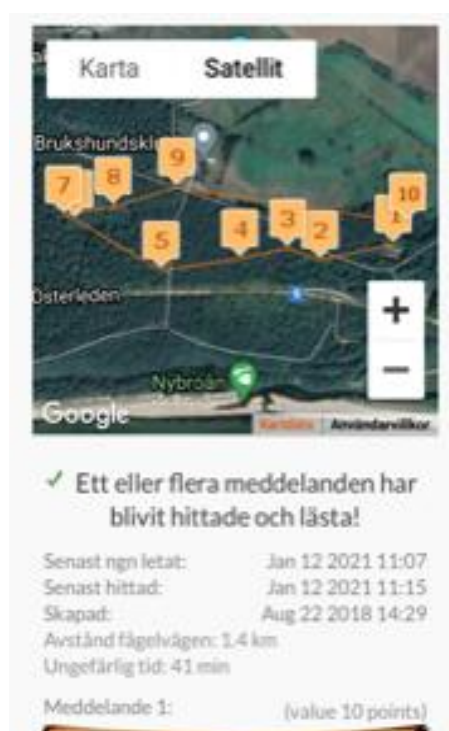 Karta Satellit
Brukshundskl
9
7 8 10
1
5 4 3 2
Österleden
+
Nybroån
−
Google
Kartdata Användarvillkor
✓ Ett eller flera meddelanden har
blivit hittade och lästa!
Senast ngn letat: Jan 12 2021 11:07
Senast hittad: Jan 12 2021 11:15
Skapad: Aug 22 2018 14:29
Avstånd fågelvägen: 1.4 km
Ungefärlig tid: 41 min
Meddelande 1: (value 10 points)